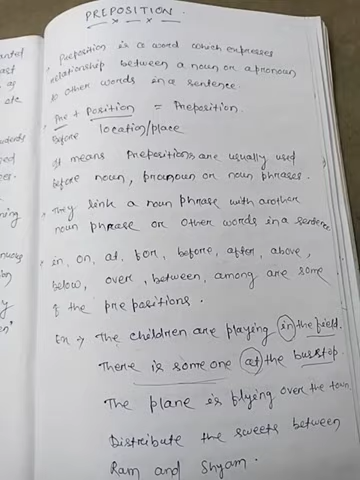 PREPOSITION.
Preposition is a word which expresses
relationship between a noun or a pronoun
to other words in a sentence.
Pre + Position = Preposition.
Before location/place
It means Prepositions are usually used
before noun, pronoun or noun phrases.
They link a noun phrase with another
noun phrase or other words in a sentence
in, on, at, for, before, after, above,
below, over, between, among are some
of the prepositions.
Ex → The children are playing in the field.
There is some one at the bus stop.
The plane is flying over the town
Distribute the sweets between
Ram and Shyam.